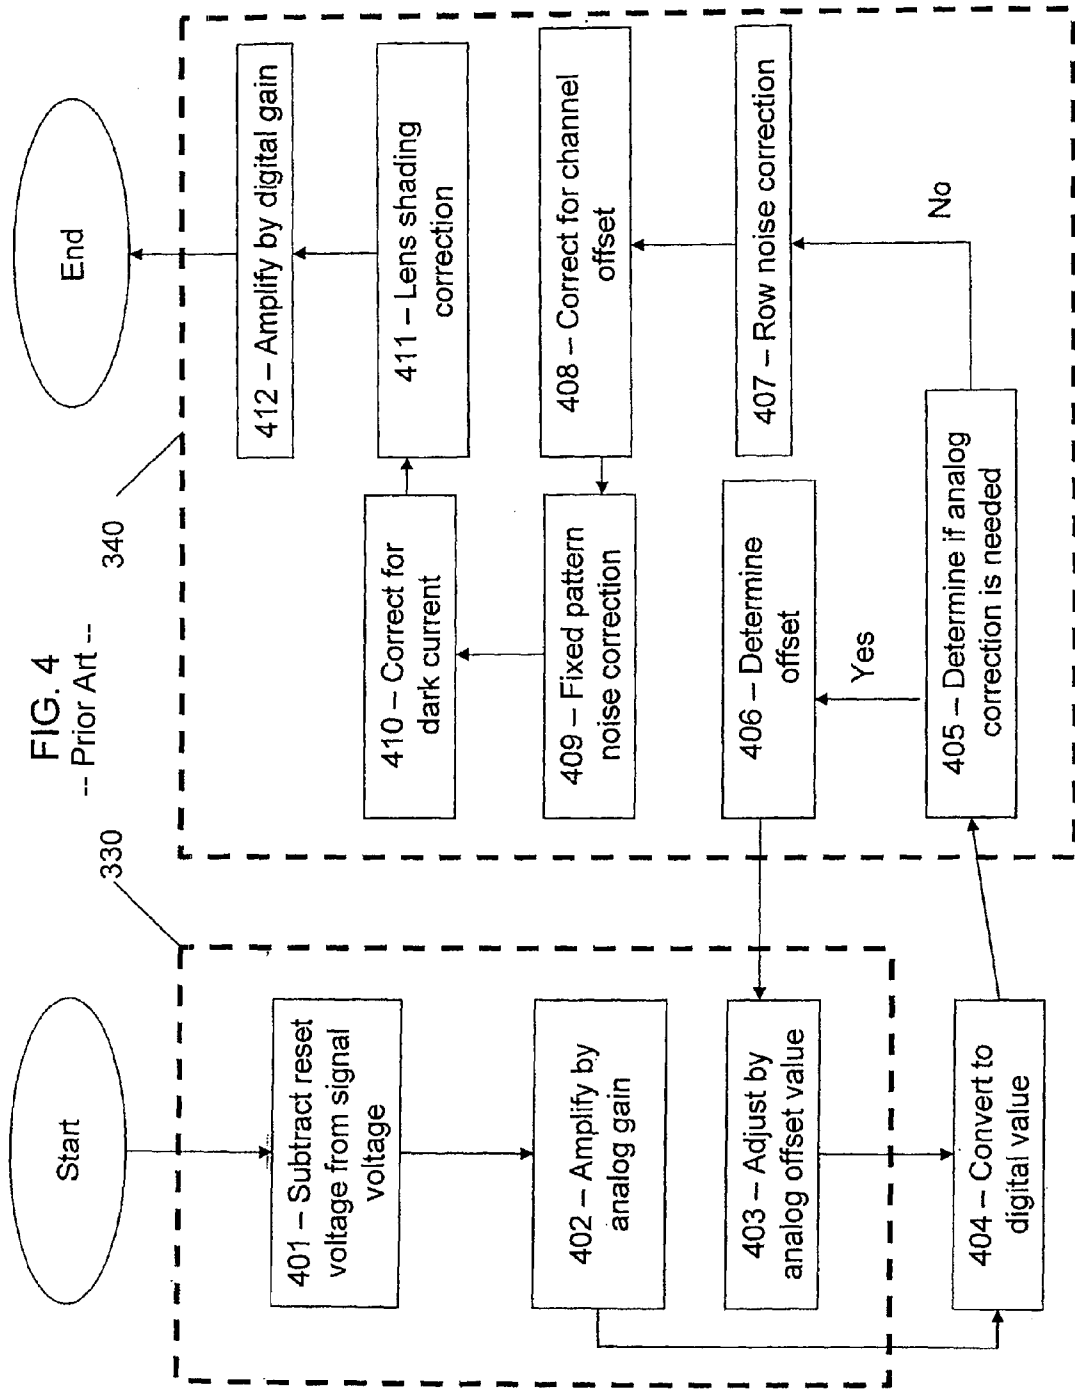 FIG. 4
-- Prior Art --
330
340
Start
401 – Subtract reset
voltage from signal
voltage
402 – Amplify by
analog gain
403 – Adjust by
analog offset value
404 – Convert to
digital value
405 – Determine if analog
correction is needed
Yes
No
406 – Determine
offset
407 – Row noise correction
408 – Correct for channel
offset
409 – Fixed pattern
noise correction
410 – Correct for
dark current
411 – Lens shading
correction
412 – Amplify by digital gain
End